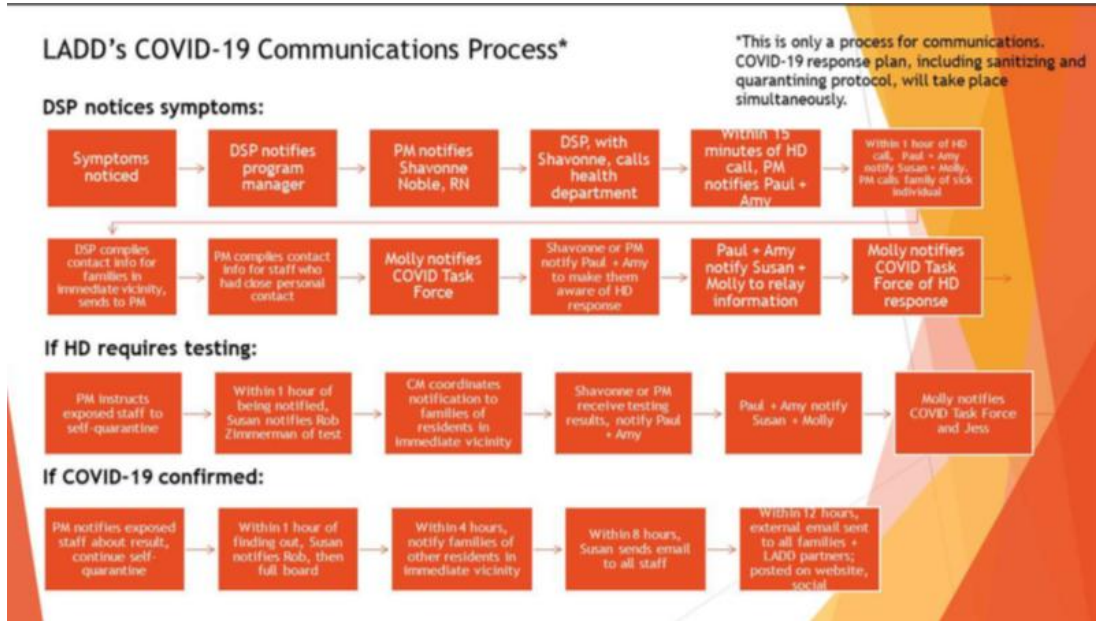 LADD's COVID-19 Communications Process*
*This is only a process for communications.
COVID-19 response plan, including sanitizing and
quarantining protocol, will take place
simultaneously.
DSP notices symptoms:
Symptoms
noticed
DSP notifies
program
manager
PM notifies
Shavonne
Noble, RN
DSP, with
Shavonne, calls
health
department
Within 15
minutes of HD
call, PM
notifies Paul +
Amy
Within 1 hour of HD
call, Paul + Amy
notify Susan + Molly, PM calls family of sick
individual
DSP compiles
contact info for
families in
immediate vicinity,
sends to PM
PM compiles contact
info for staff who
had close personal
contact
Molly notifies
COVID Task
Force
Shavonne or PM
notify Paul + Amy
to make them
aware of HD
response
Paul + Amy
notify Susan +
Molly to relay
information
Molly notifies
COVID Task
Force of HD
response
If HD requires testing:
PM instructs
exposed staff to
self-quarantine
Within 1 hour of
being notified,
Susan notifies Rob
Zimmerman of test
CM coordinates
notification to
families of
residents in
immediate vicinity
Shavonne or PM
receive testing
results, notify Paul
+ Amy
Paul + Amy notify
Susan + Molly
Molly notifies
COVID Task Force
and Jess
If COVID-19 confirmed:
PM notifies exposed
staff about result,
continue self-
quarantine
Within 1 hour of
finding out, Susan
notifies Rob, then
full board
Within 4 hours,
notify families of
other residents in
immediate vicinity
Within 8 hours,
Susan sends email
to all staff
Within 12 hours,
external email sent
to all families +
LADD partners;
posted on website,
social